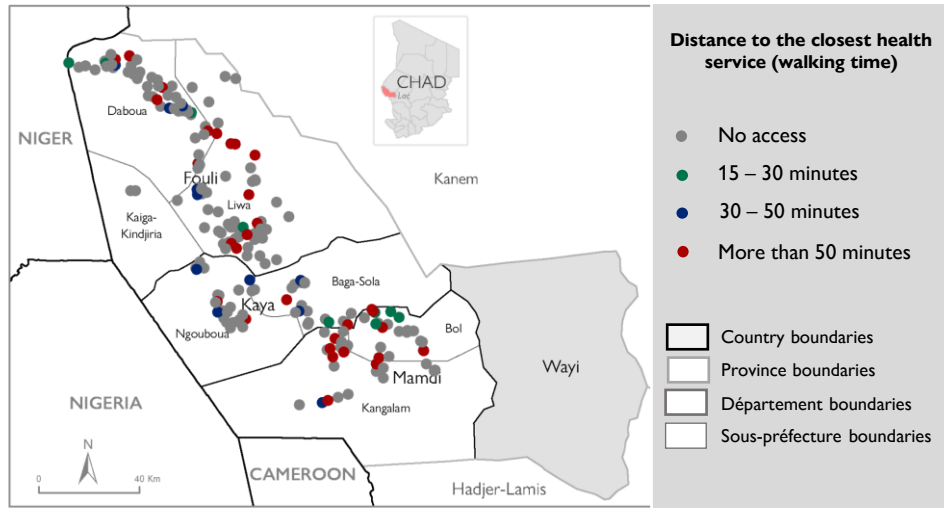 Distance to the closest health
service (walking time)
No access
15 – 30 minutes
30 – 50 minutes
More than 50 minutes
Country boundaries
Province boundaries
Département boundaries
Sous-préfecture boundaries
CHAD
Lac
Daboua
NIGER
Fouli
Kanem
Liwa
Kaiga-
Kindjiria
Baga-Sola
Kaya
Ngouboua
Bol
Wayi
Mamdi
NIGERIA
Kangalam
N
0 40 Km
CAMEROON
Hadjer-Lamis